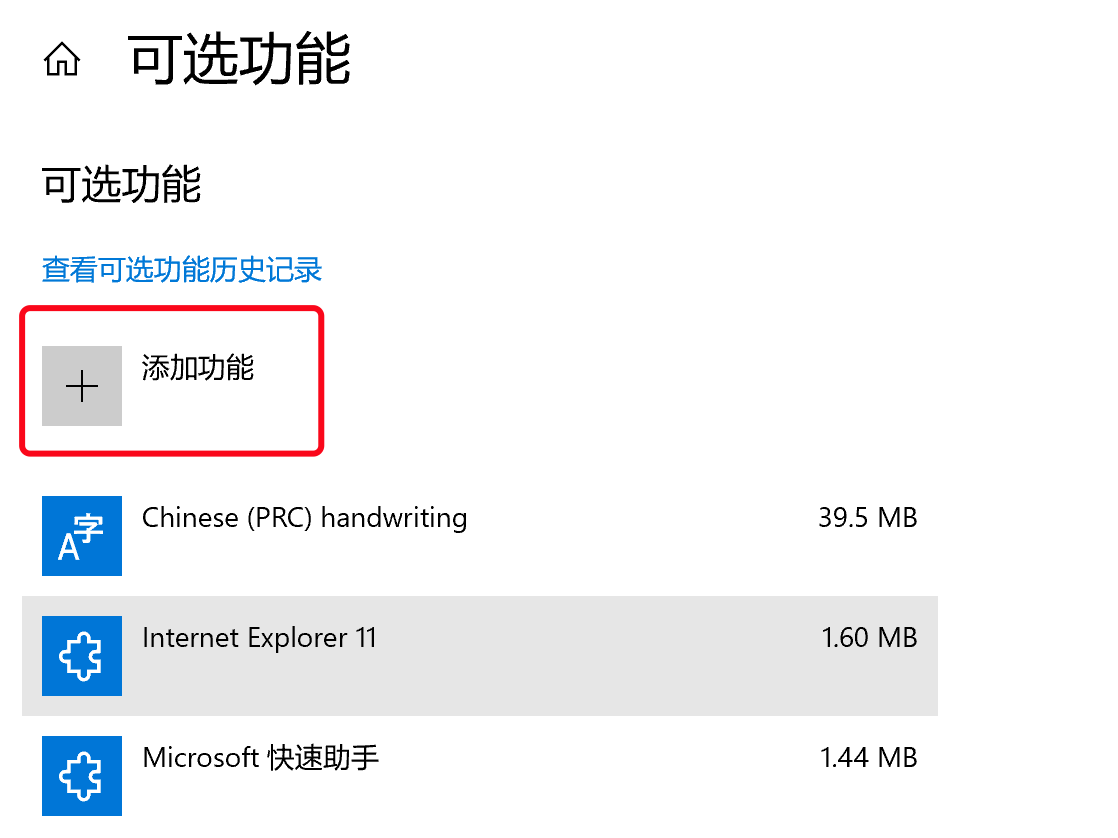 可选功能
可选功能
查看可选功能历史记录
添加功能
Chinese (PRC) handwriting 39.5 MB
Internet Explorer 11 1.60 MB
Microsoft 快速助手 1.44 MB